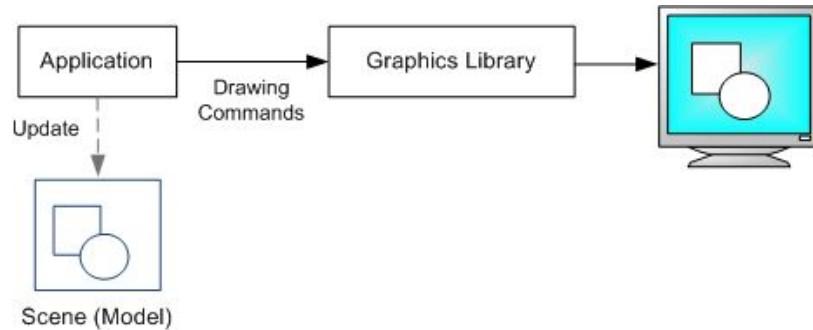 Application
Graphics Library
Drawing
Commands
Update
Scene (Model)